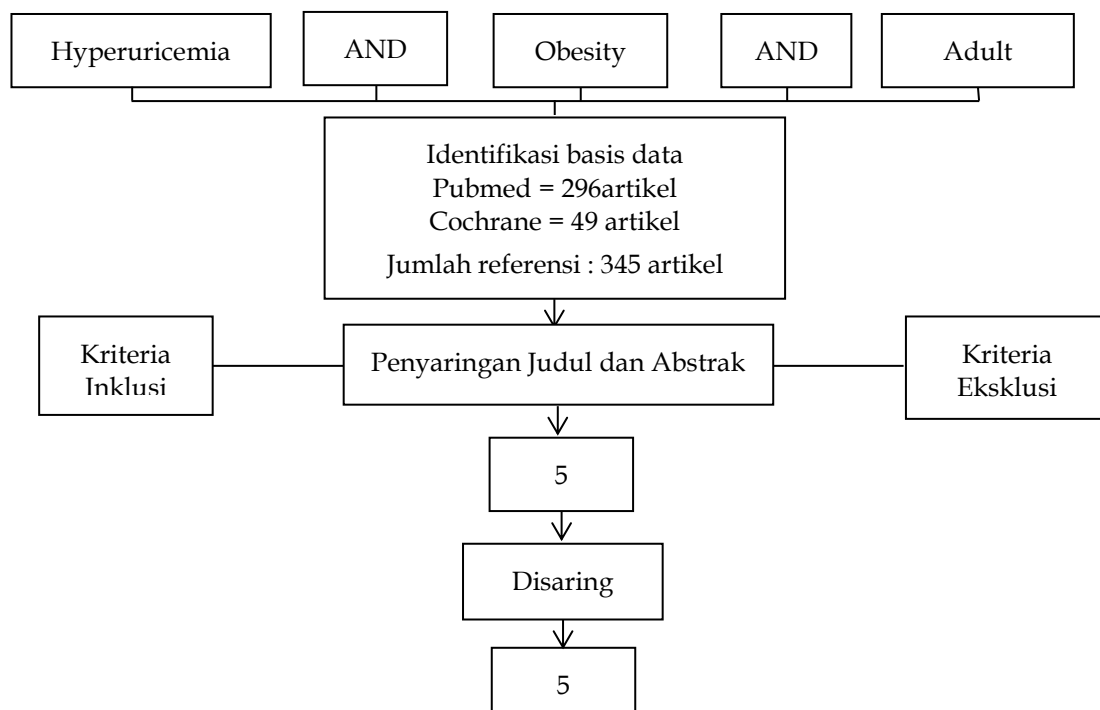 Hyperuricemia
AND
Obesity
AND
Adult
Identifikasi basis data
Pubmed = 296artikel
Cochrane = 49 artikel
Jumlah referensi : 345 artikel
Kriteria
Inklusi
Penyaringan Judul dan Abstrak
Kriteria
Eksklusi
5
Disaring
5